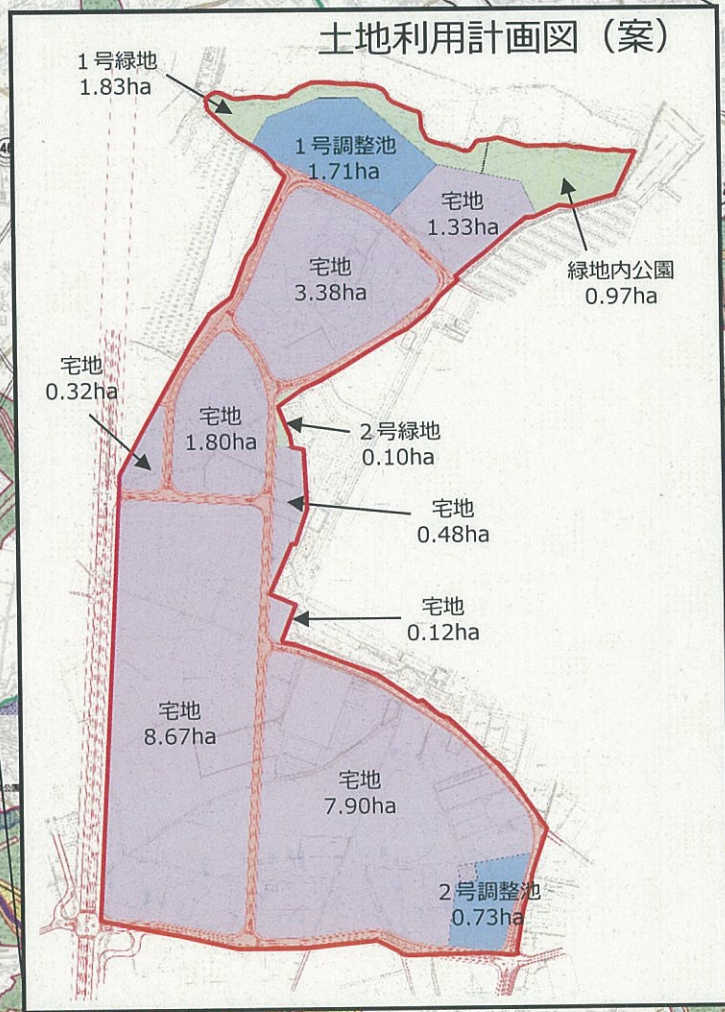 土地利用計画図（案）
1号緑地
1.83ha
1号調整池
1.71ha
宅地
1.33ha
宅地
3.38ha
緑地内公園
0.97ha
宅地
0.32ha
宅地
1.80ha
2号緑地
0.10ha
宅地
0.48ha
宅地
0.12ha
宅地
8.67ha
宅地
7.90ha
2号調整池
0.73ha